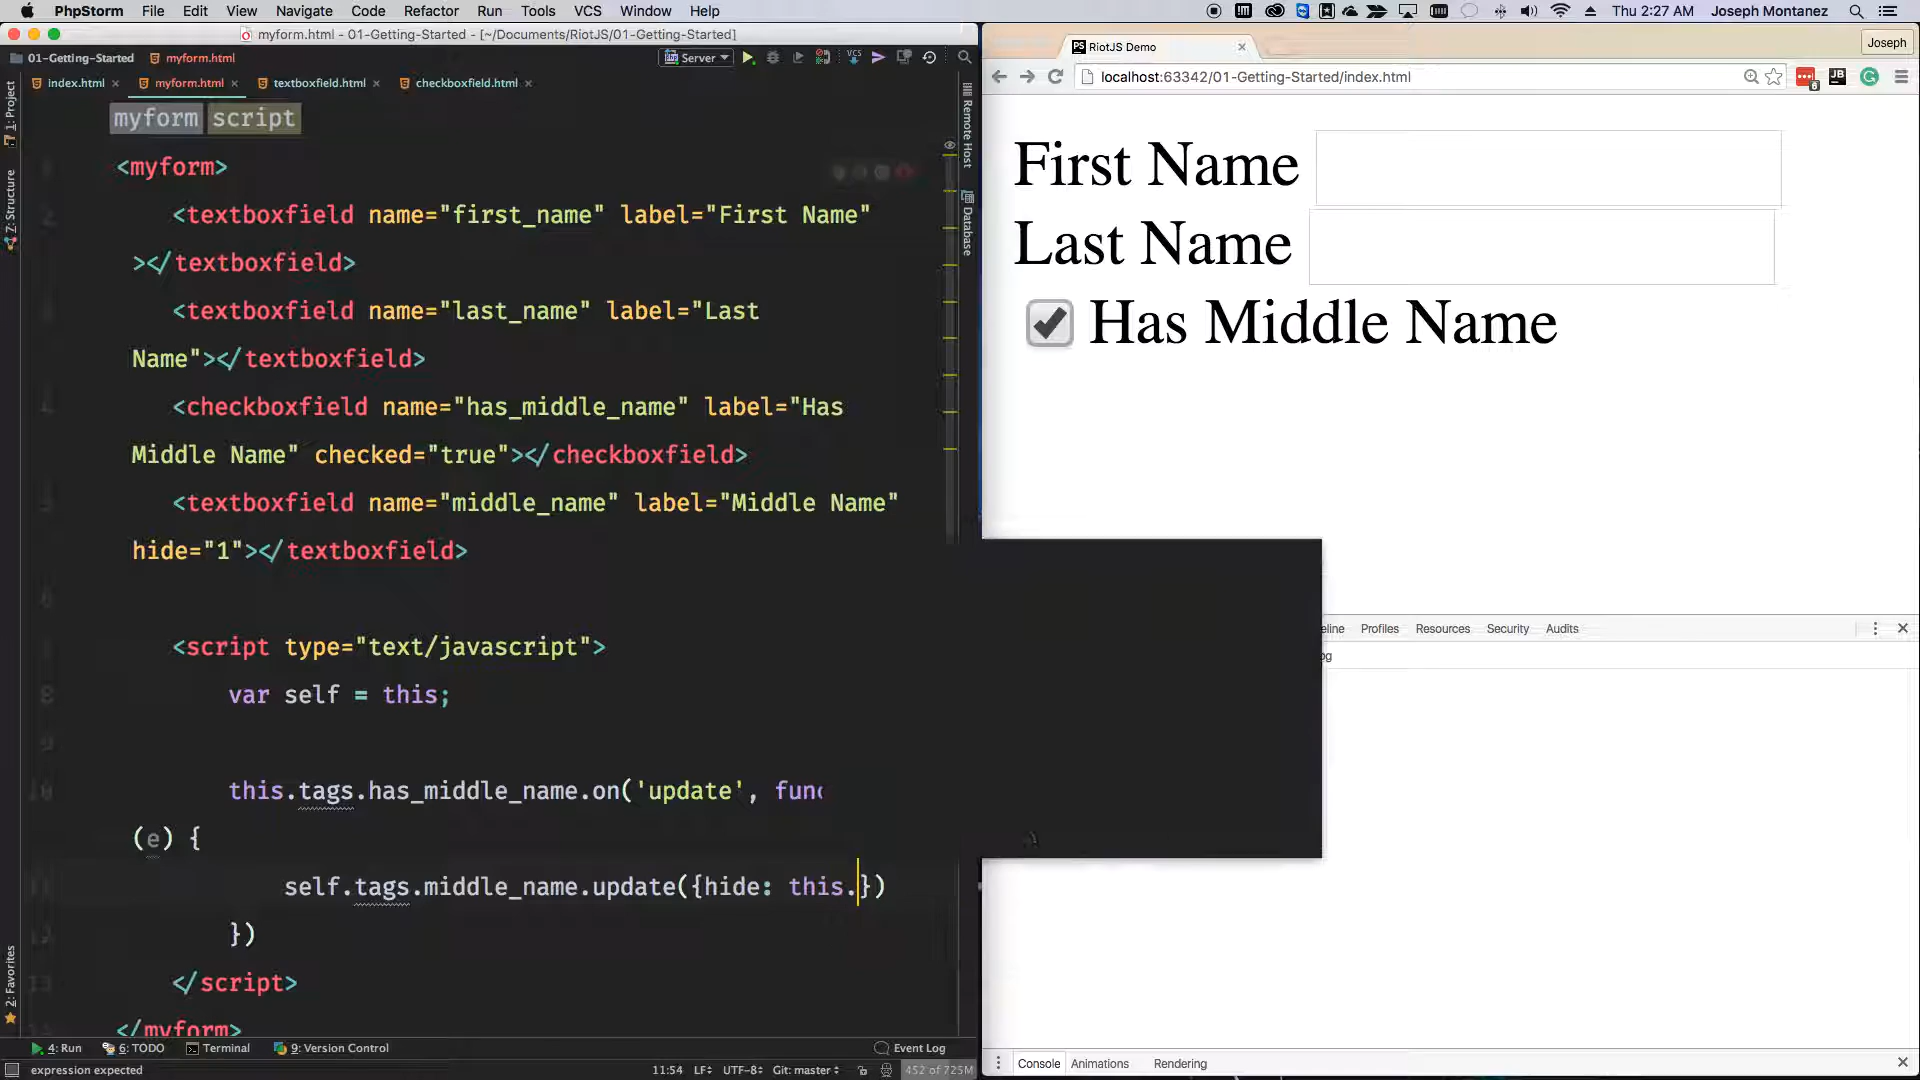 PhpStorm File Edit View Navigate Code Refactor Run Tools VCS Window Help
Thu 2:27 AM Joseph Montanez
myform.html - 01-Getting-Started - [~/Documents/RiotJS/01-Getting-Started]
01-Getting-Started myform.html
Server
index.html myform.html textboxfield.html checkboxfield.html
1: Project
Z: Structure
2: Favorites
myform script
<myform>
2 <textboxfield name="first_name" label="First Name"
></textboxfield>
<textboxfield name="last_name" label="Last
Name"></textboxfield>
<checkboxfield name="has_middle_name" label="Has
Middle Name" checked="true"></checkboxfield>
<textboxfield name="middle_name" label="Middle Name"
hide="1"></textboxfield>
6
<script type="text/javascript">
8 var self = this;
9
10 this.tags.has_middle_name.on('update', func
(e) {
self.tags.middle_name.update({hide: this.})
})
</script>
</myform>
Remote Host
Database
4: Run 6: TODO Terminal 9: Version Control Event Log
expression expected 11:54 LF UTF-8 Git: master 452 of 725M
RiotJS Demo
Joseph
localhost:63342/01-Getting-Started/index.html
First Name
Last Name
Has Middle Name
eline Profiles Resources Security Audits
og
Console Animations Rendering